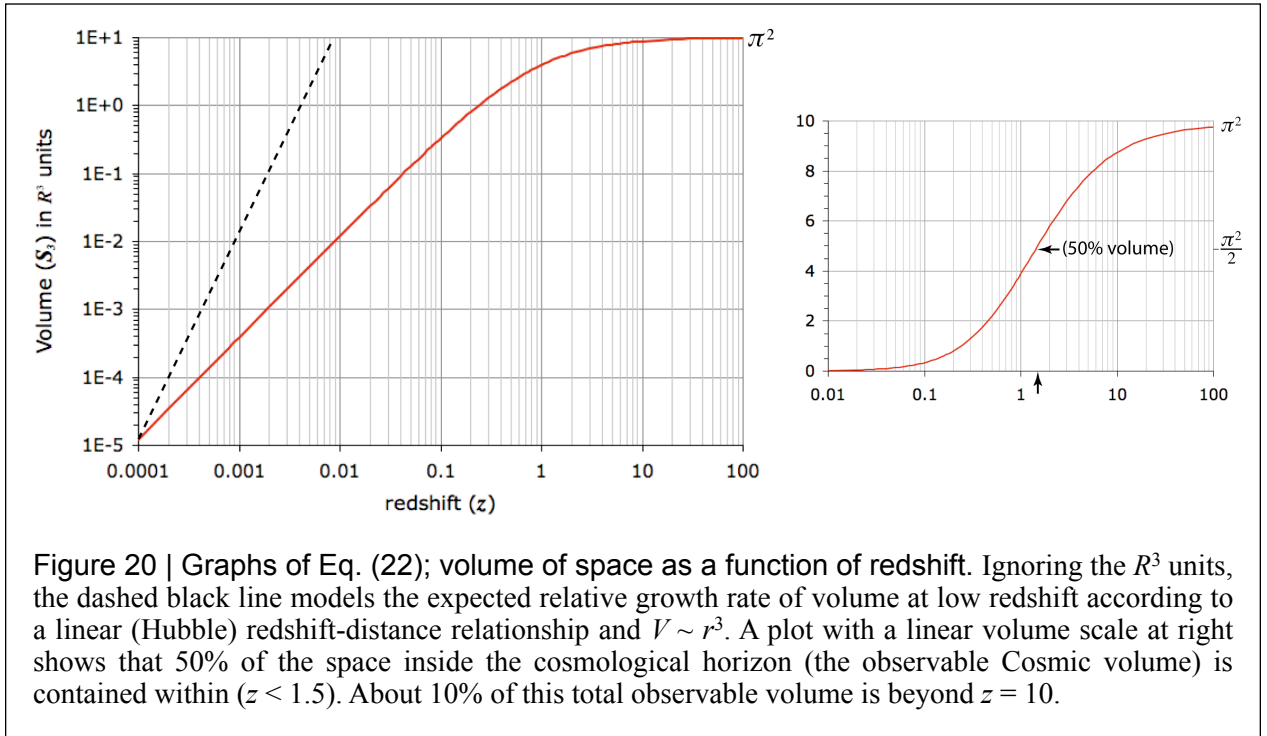 1E+1
1E+0
1E-1
1E-2
1E-3
1E-4
1E-5
Volume (S₃) in R³ units
0.0001 0.001 0.01 0.1 1 10 100
redshift (z)
π²
10
8
6
4
2
0
0.01 0.1 1 10 100
(50% volume)
π²
π²/2
Figure 20 | Graphs of Eq. (22); volume of space as a function of redshift. Ignoring the R³ units,
the dashed black line models the expected relative growth rate of volume at low redshift according to
a linear (Hubble) redshift-distance relationship and V ~ r³. A plot with a linear volume scale at right
shows that 50% of the space inside the cosmological horizon (the observable Cosmic volume) is
contained within (z < 1.5). About 10% of this total observable volume is beyond z = 10.